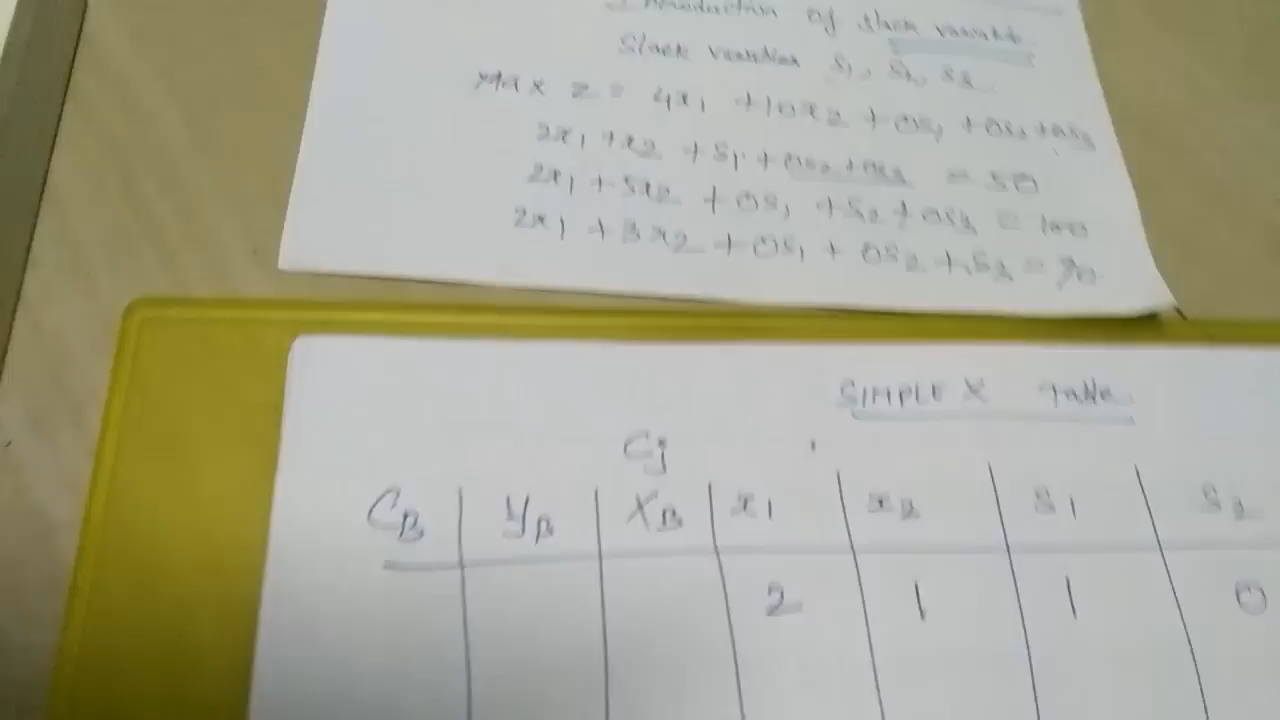 Introduction of slack variable
Slack variables S1, S2, S3
Max Z = 4x1 + 10x2 + 0S1 + 0S2 + 0S3
2x1 + x2 + S1 + 0S2 + 0S3 = 50
2x1 + 5x2 + 0S1 + S2 + 0S3 = 100
2x1 + 3x2 + 0S1 + 0S2 + S3 = 90
SIMPLEX Table
Cj
CB YB XB x1 x2 S1 S2
2 1 1 0